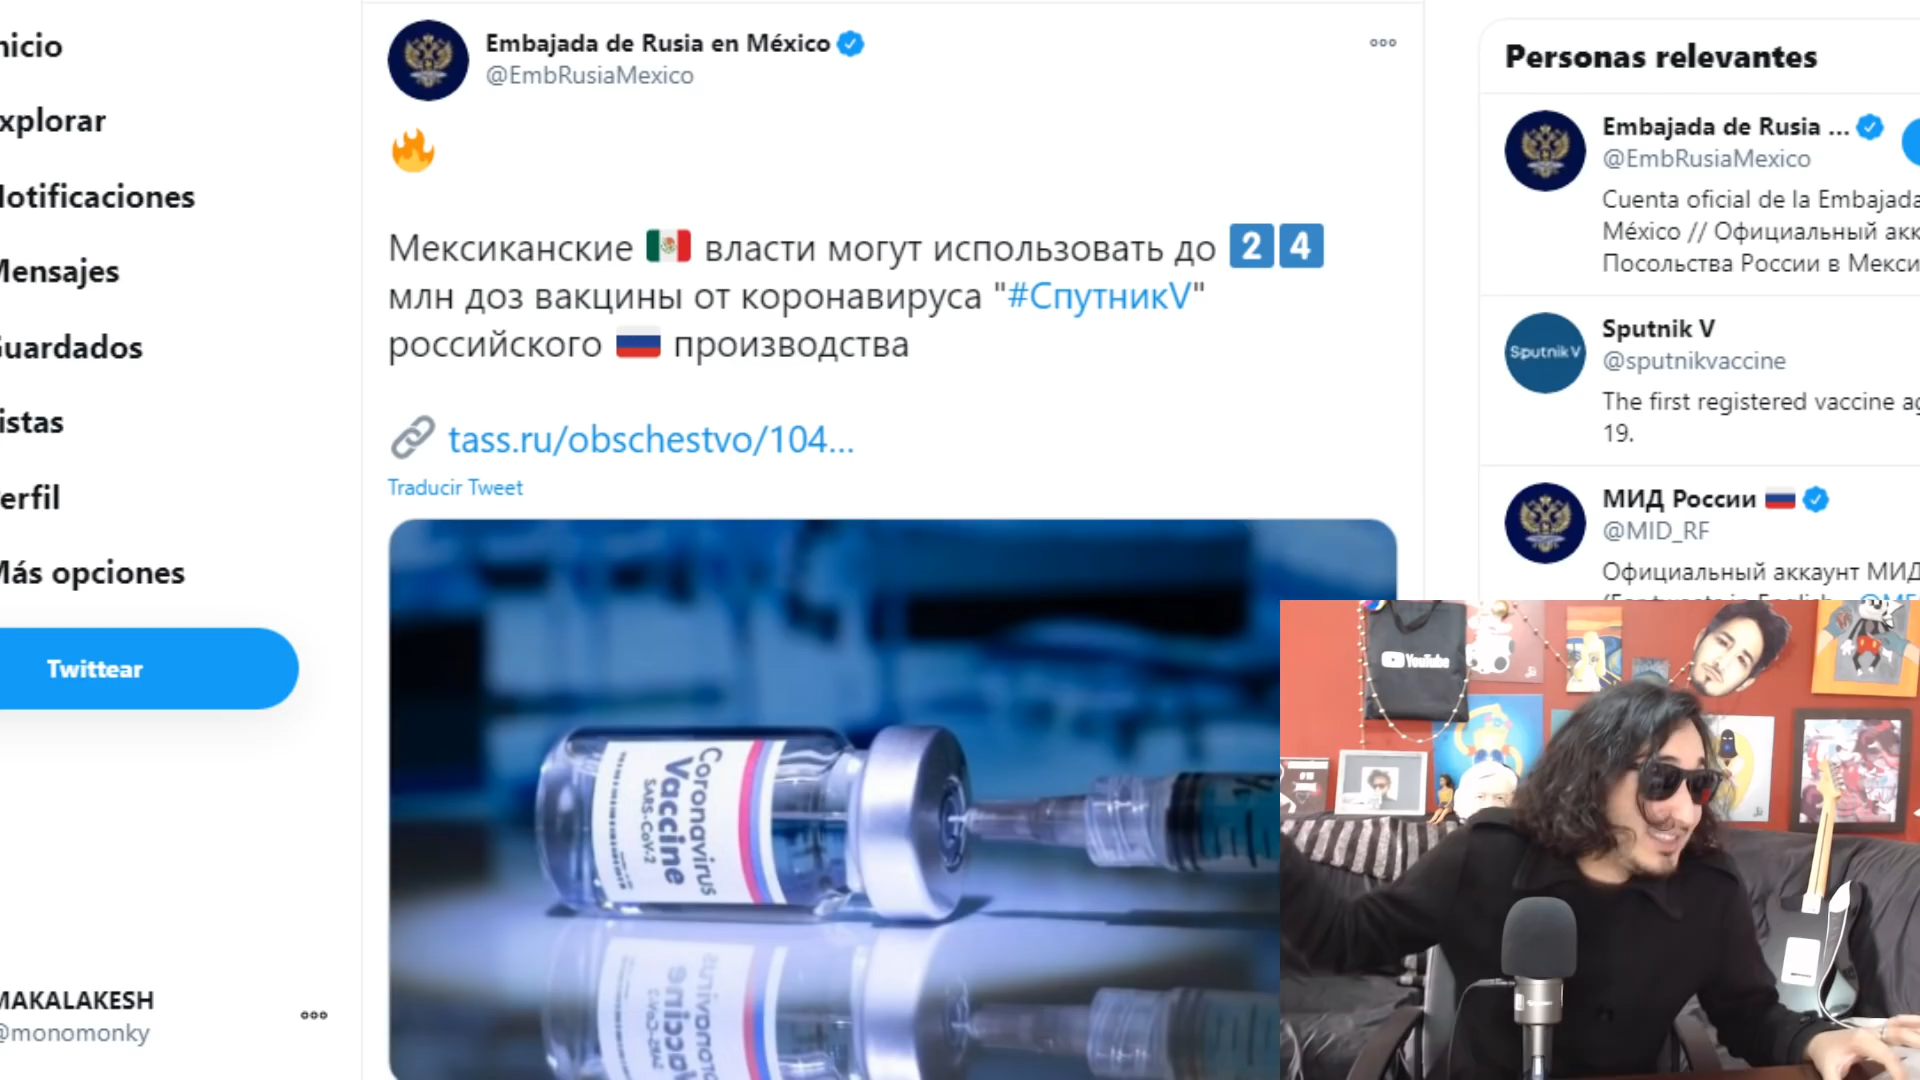 nicio
xplorar
Notificaciones
Mensajes
Guardados
istas
erfil
Más opciones
Twittear
MAKALAKESH
@monomonky
Embajada de Rusia en México
@EmbRusiaMexico
Мексиканские 🇲🇽 власти могут использовать до 2 4
млн доз вакцины от коронавируса "#СпутникV"
российского 🇷🇺 производства
tass.ru/obschestvo/104...
Traducir Tweet
Coronavirus
Vaccine
SARS-CoV-2
Personas relevantes
Embajada de Rusia ...
@EmbRusiaMexico
Cuenta oficial de la Embajada
México // Официальный акк
Посольства России в Мекси
Sputnik V
Sputnik V
@sputnikvaccine
The first registered vaccine ag
19.
МИД России
@MID_RF
Официальный аккаунт МИД
YouTube